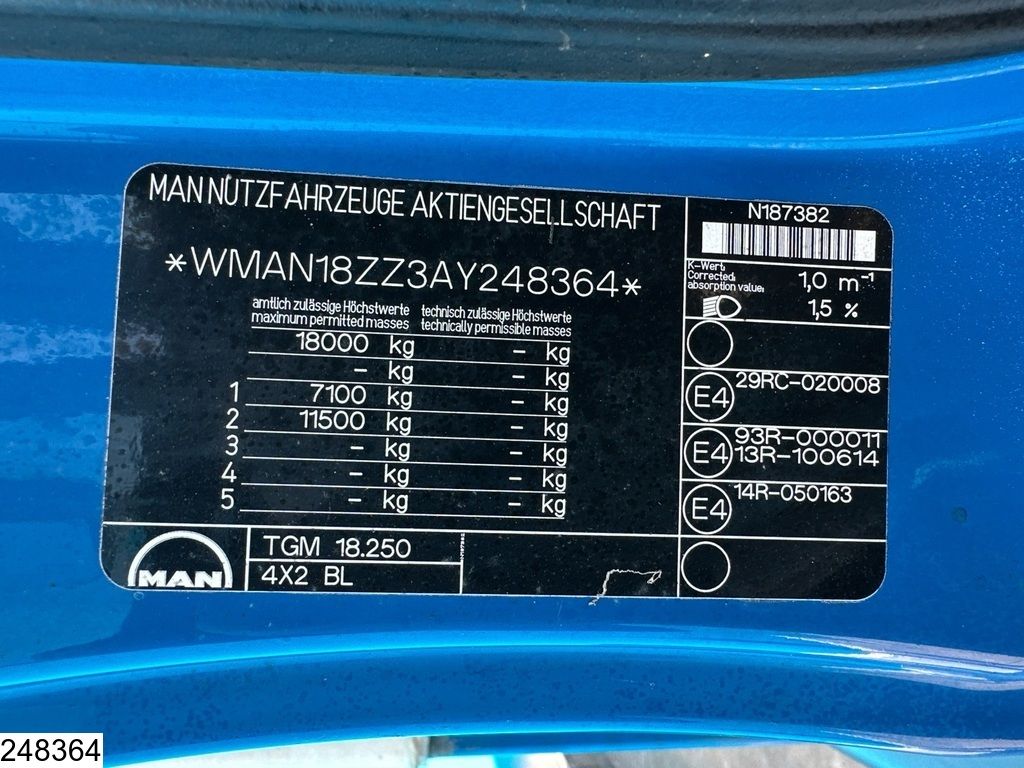 MAN NUTZFAHRZEUGE AKTIENGESELLSCHAFT
*WMAN18ZZ3AY248364*
amtlich zulässige Höchstwerte technisch zulässige Höchstwerte
maximum permitted masses technically permissible masses
18000 kg - kg
- kg - kg
1 7100 kg - kg
2 11500 kg - kg
3 - kg - kg
4 - kg - kg
5 - kg - kg
MAN
TGM 18.250
4X2 BL
N187382
K-Wert:
Corrected 1,0 m-1
absorption value:
1,5 %
E4 29RC-020008
E4 93R-000011
13R-100614
E4 14R-050163
248364